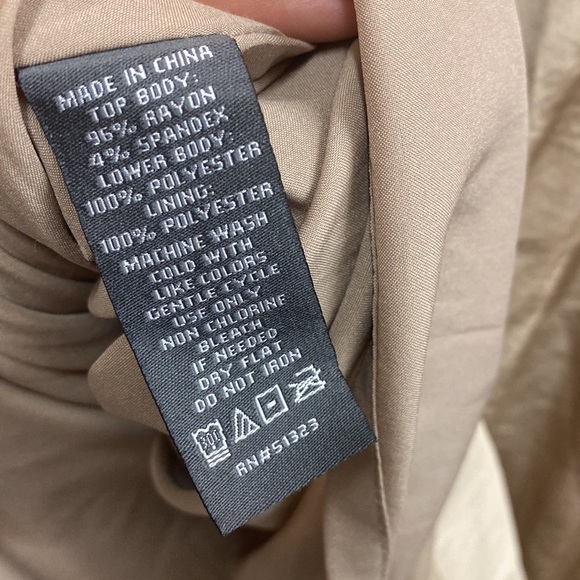 MADE IN CHINA
TOP BODY:
96% RAYON
4% SPANDEX
LOWER BODY:
100% POLYESTER
LINING:
100% POLYESTER
MACHINE WASH
COLD WITH
LIKE COLORS
GENTLE CYCLE
USE ONLY
NON CHLORINE
BLEACH
IF NEEDED
DRY FLAT
DO NOT IRON
RN#51323